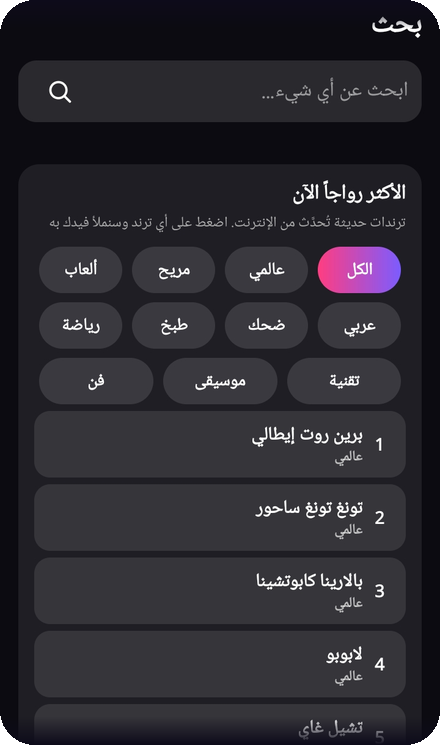 بحث
ابحث عن أي شيء...
الأكثر رواجاً الآن
ترندات حديثة تُحدَّث من الإنترنت. اضغط على أي ترند وسنملأ فيدك به
الكل عالمي مريح ألعاب
عربي ضحك طبخ رياضة
تقنية موسيقى فن
1 برين روت إيطالي
عالمي
2 تونغ تونغ ساحور
عالمي
3 بالارينا كابوتشينا
عالمي
4 لابوبو
عالمي
5 تشيل غاي